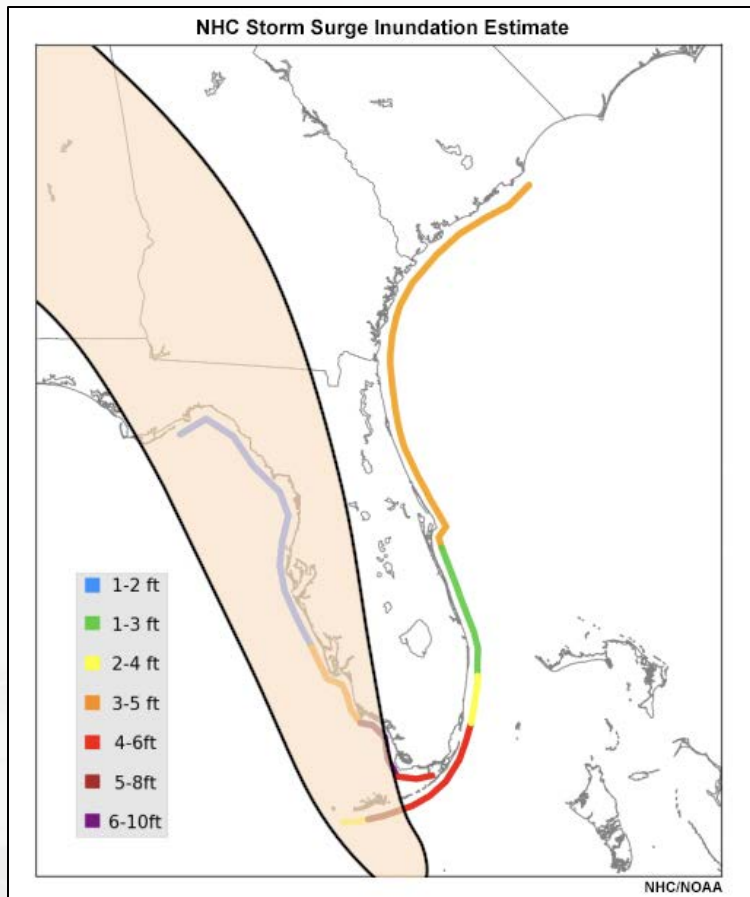 NHC Storm Surge Inundation Estimate
1-2 ft
1-3 ft
2-4 ft
3-5 ft
4-6ft
5-8ft
6-10ft
NHC/NOAA